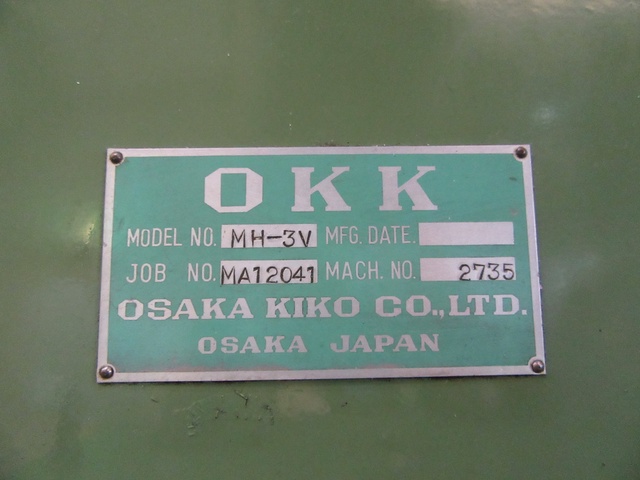 OKK
MODEL NO. MH-3V MFG. DATE.
JOB NO. MA12041 MACH. NO. 2735
OSAKA KIKO CO., LTD.
OSAKA JAPAN